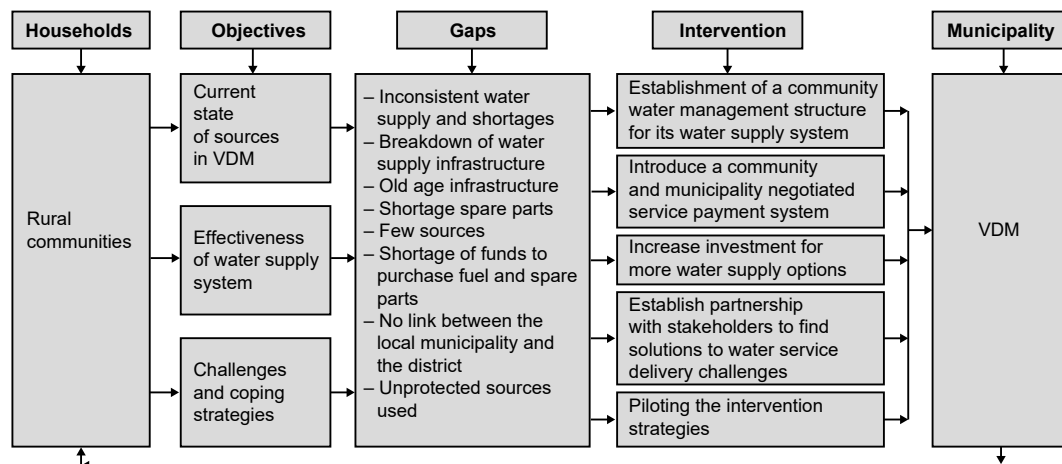 Households
Objectives
Gaps
Intervention
Municipality
Rural
communities
Current
state
of sources
in VDM
Effectiveness
of water supply
system
Challenges
and coping
strategies
– Inconsistent water
supply and shortages
– Breakdown of water
supply infrastructure
– Old age infrastructure
– Shortage spare parts
– Few sources
– Shortage of funds to
purchase fuel and spare
parts
– No link between the
local municipality and
the district
– Unprotected sources
used
Establishment of a community
water management structure
for its water supply system
Introduce a community
and municipality negotiated
service payment system
Increase investment for
more water supply options
Establish partnership
with stakeholders to find
solutions to water service
delivery challenges
Piloting the intervention
strategies
VDM